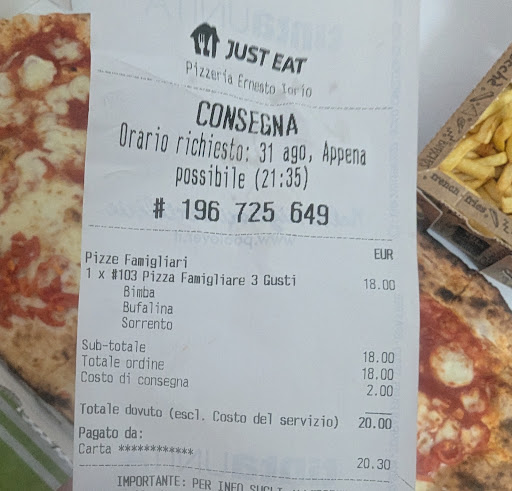 JUST EAT
Pizzeria Ernesto Iorio
CONSEGNA
Orario richiesto: 31 ago, Appena
possibile (21:35)
# 196 725 649
EUR
Pizze Famigliari
1 x #103 Pizza Famigliare 3 Gusti 18.00
Bimba
Bufalina
Sorrento
Sub-totale 18.00
Totale ordine 18.00
Costo di consegna 2.00
Totale dovuto (escl. Costo del servizio) 20.00
Pagato da:
Carta ************ 20.30
IMPORTANTE: PER INFO SUGLI
french fries